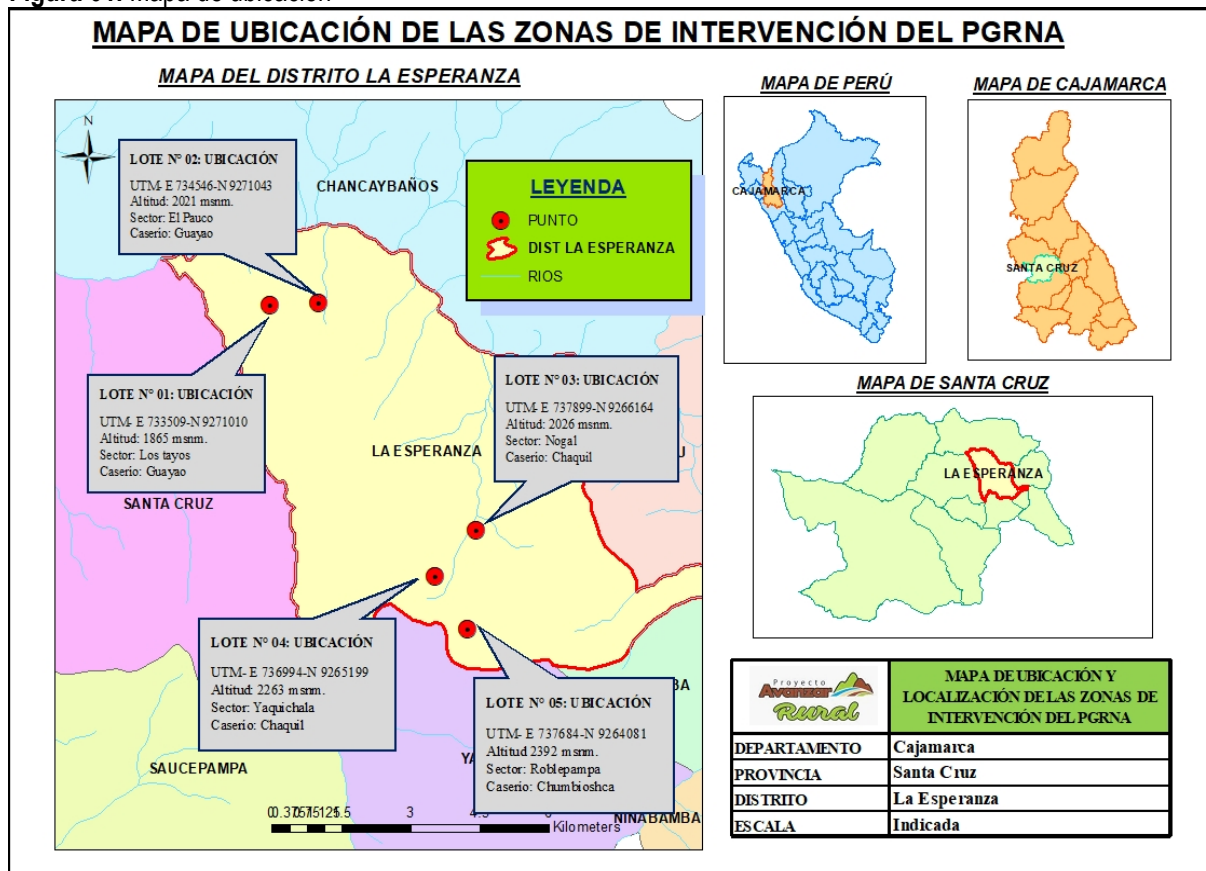 MAPA DE UBICACIÓN DE LAS ZONAS DE INTERVENCIÓN DEL PGRNA
MAPA DEL DISTRITO LA ESPERANZA
N
LOTE N° 02: UBICACIÓN
UTM- E 734546-N 9271043
Altitud: 2021 msnm.
Sector: El Pauco
Caserio: Guayao
CHANCAYBAÑOS
LEYENDA
PUNTO
DIST LA ESPERANZA
RIOS
LOTE N° 01: UBICACIÓN
UTM- E 733509-N 9271010
Altitud: 1865 msnm.
Sector: Los tayos
Caserio: Guayao
LOTE N° 03: UBICACIÓN
UTM- E 737899-N 9266164
Altitud: 2026 msnm.
Sector: Nogal
Caserio: Chaquil
LA ESPERANZA
SANTA CRUZ
LOTE N° 04: UBICACIÓN
UTM- E 736994-N 9265199
Altitud: 2263 msnm.
Sector: Yaquichala
Caserio: Chaquil
LOTE N° 05: UBICACIÓN
UTM- E 737684-N 9264081
Altitud 2392 msnm.
Sector: Roblepampa
Caserio: Chumbioshca
SAUCEPAMPA
NINABAMBA
3
Kilometers
MAPA DE PERÚ
CAJAMARCA
MAPA DE CAJAMARCA
SANTA CRUZ
MAPA DE SANTA CRUZ
LA ESPERANZA
Proyecto
Avanzar
Rural
MAPA DE UBICACIÓN Y
LOCALIZACIÓN DE LAS ZONAS DE
INTERVENCIÓN DEL PGRNA
DEPARTAMENTO Cajamarca
PROVINCIA Santa Cruz
DISTRITO La Esperanza
ESCALA Indicada